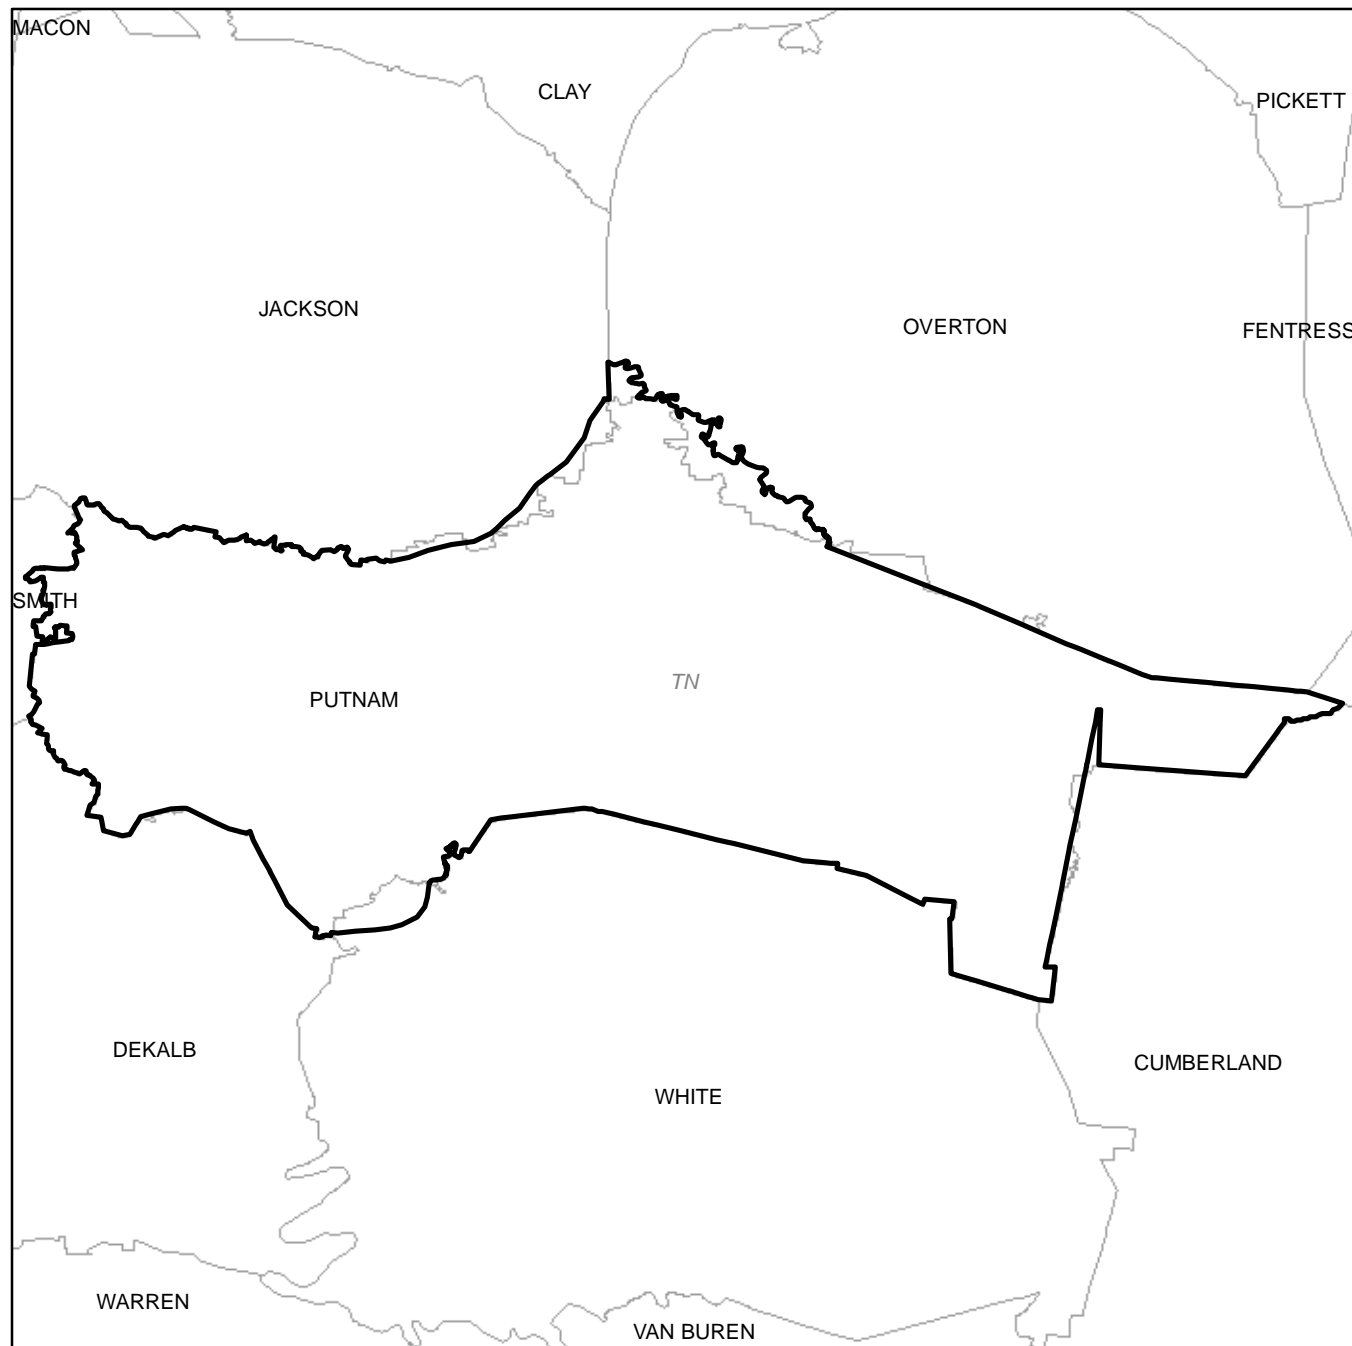 MACON
CLAY
PICKETT
JACKSON
OVERTON
FENTRESS
SMITH
TN
PUTNAM
DEKALB
CUMBERLAND
WHITE
WARREN
VAN BUREN